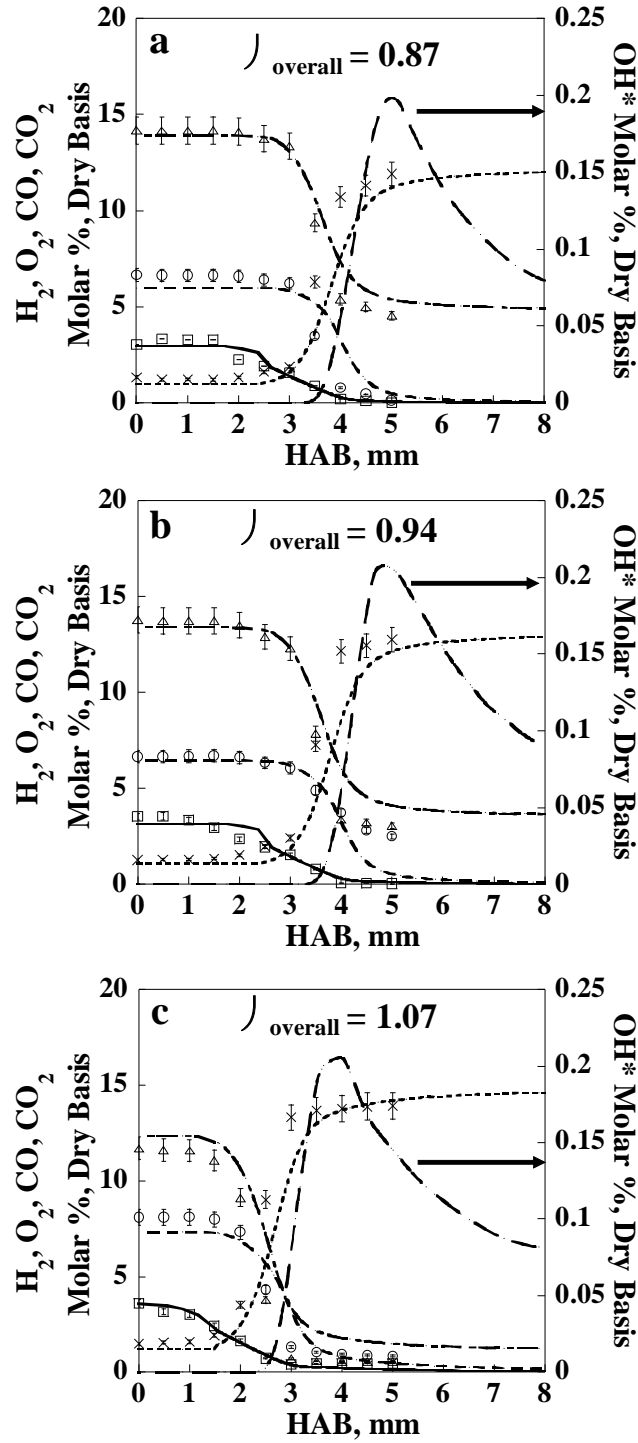 a
⌡ overall = 0.87
H₂, O₂, CO, CO₂
Molar %, Dry Basis
OH* Molar %, Dry Basis
20
15
10
5
0
0.25
0.2
0.15
0.1
0.05
0
0 1 2 3 4 5 6 7 8
HAB, mm
b
⌡ overall = 0.94
H₂, O₂, CO, CO₂
Molar %, Dry Basis
OH* Molar %, Dry Basis
20
15
10
5
0
0.25
0.2
0.15
0.1
0.05
0
0 1 2 3 4 5 6 7 8
HAB, mm
c
⌡ overall = 1.07
H₂, O₂, CO, CO₂
Molar %, Dry Basis
OH* Molar %, Dry Basis
20
15
10
5
0
0.25
0.2
0.15
0.1
0.05
0
0 1 2 3 4 5 6 7 8
HAB, mm